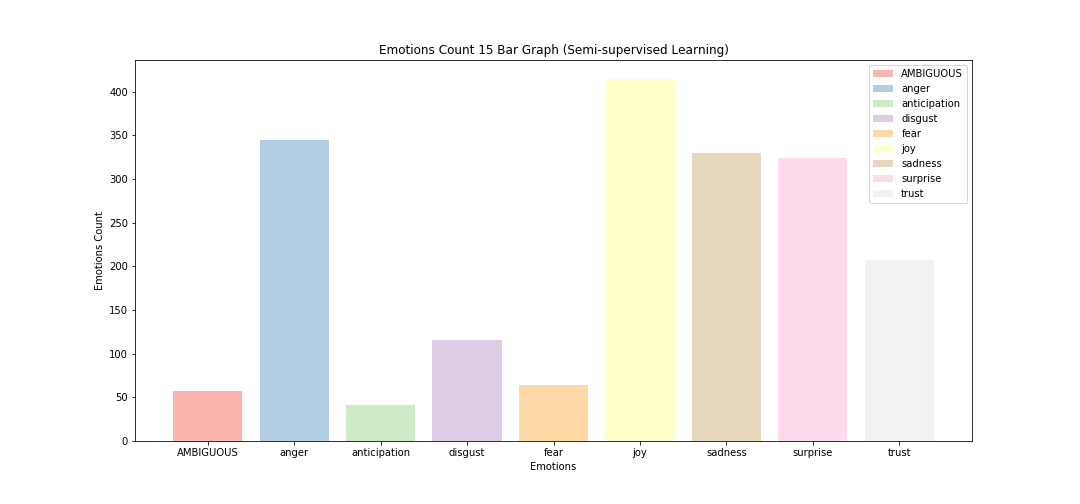 Emotions Count 15 Bar Graph (Semi-supervised Learning)
AMBIGUOUS
anger
anticipation
disgust
fear
joy
sadness
surprise
trust
400
350
300
250
200
150
100
50
0
Emotions Count
AMBIGUOUS anger anticipation disgust fear joy sadness surprise trust
Emotions